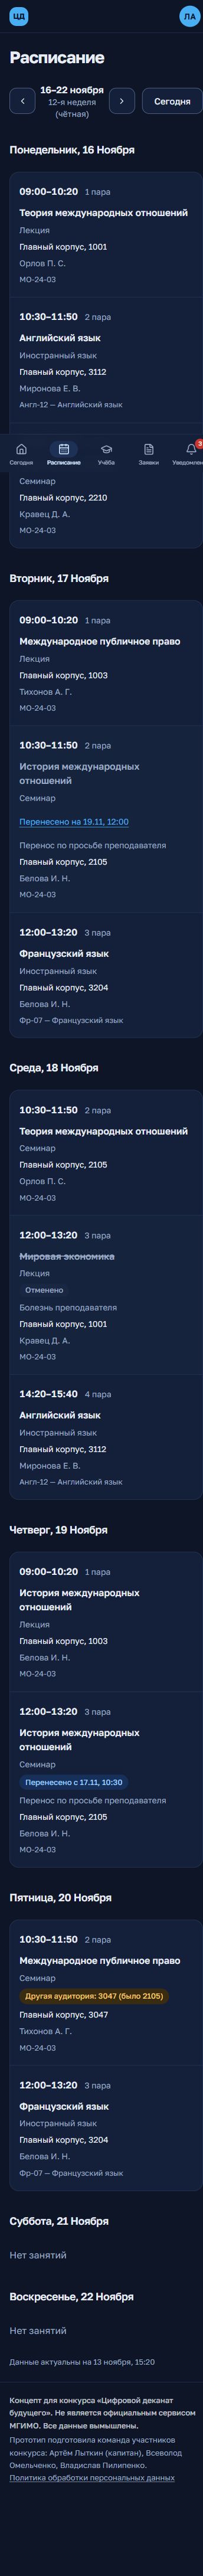 ЦД
ЛА
Расписание
16–22 ноября
12-я неделя
(чётная)
Сегодня
Понедельник, 16 Ноября
09:00–10:20 1 пара
Теория международных отношений
Лекция
Главный корпус, 1001
Орлов П. С.
МО-24-03
10:30–11:50 2 пара
Английский язык
Иностранный язык
Главный корпус, 3112
Миронова Е. В.
Англ-12 — Английский язык
Сегодня
Расписание
Учёба
Заявки
Уведомлен
3
Семинар
Главный корпус, 2210
Кравец Д. А.
МО-24-03
Вторник, 17 Ноября
09:00–10:20 1 пара
Международное публичное право
Лекция
Главный корпус, 1003
Тихонов А. Г.
МО-24-03
10:30–11:50 2 пара
История международных
отношений
Семинар
Перенесено на 19.11, 12:00
Перенос по просьбе преподавателя
Главный корпус, 2105
Белова И. Н.
МО-24-03
12:00–13:20 3 пара
Французский язык
Иностранный язык
Главный корпус, 3204
Белова И. Н.
Фр-07 — Французский язык
Среда, 18 Ноября
10:30–11:50 2 пара
Теория международных отношений
Семинар
Главный корпус, 2105
Орлов П. С.
МО-24-03
12:00–13:20 3 пара
Мировая экономика
Лекция
Отменено
Болезнь преподавателя
Главный корпус, 1001
Кравец Д. А.
МО-24-03
14:20–15:40 4 пара
Английский язык
Иностранный язык
Главный корпус, 3112
Миронова Е. В.
Англ-12 — Английский язык
Четверг, 19 Ноября
09:00–10:20 1 пара
История международных
отношений
Лекция
Главный корпус, 1003
Белова И. Н.
МО-24-03
12:00–13:20 3 пара
История международных
отношений
Семинар
Перенесено с 17.11, 10:30
Перенос по просьбе преподавателя
Главный корпус, 2105
Белова И. Н.
МО-24-03
Пятница, 20 Ноября
10:30–11:50 2 пара
Международное публичное право
Семинар
Другая аудитория: 3047 (было 2105)
Главный корпус, 3047
Тихонов А. Г.
МО-24-03
12:00–13:20 3 пара
Французский язык
Иностранный язык
Главный корпус, 3204
Белова И. Н.
Фр-07 — Французский язык
Суббота, 21 Ноября
Нет занятий
Воскресенье, 22 Ноября
Нет занятий
Данные актуальны на 13 ноября, 15:20
Концепт для конкурса «Цифровой деканат
будущего». Не является официальным сервисом
МГИМО. Все данные вымышлены.
Прототип подготовила команда участников
конкурса: Артём Лыткин (капитан), Всеволод
Омельченко, Владислав Пилипенко.
Политика обработки персональных данных